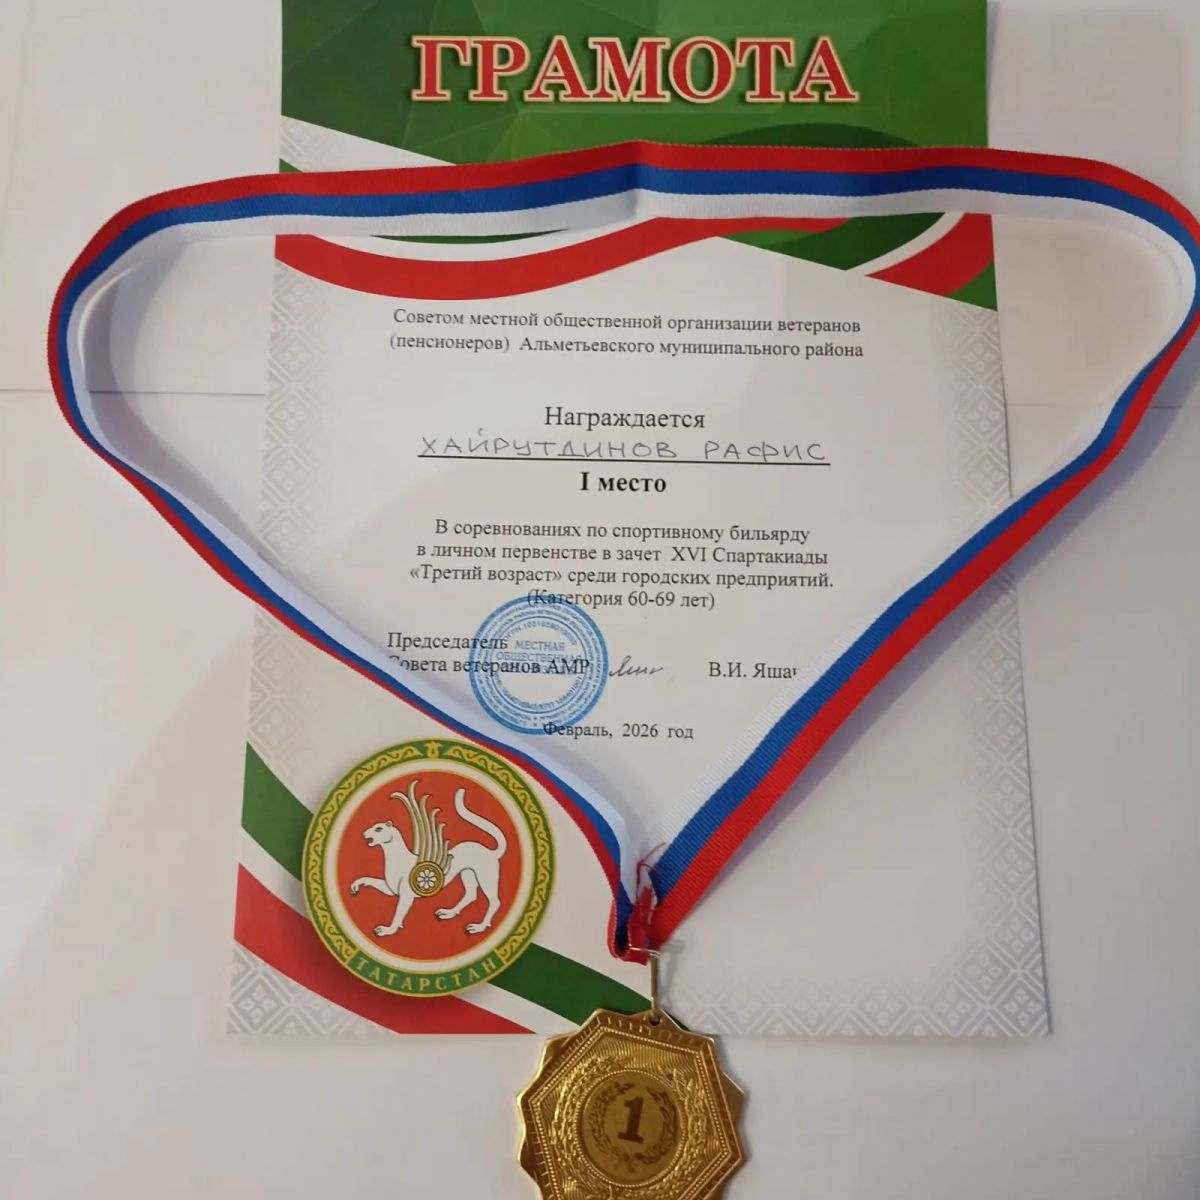 ГРАМОТА
Советом местной общественной организации ветеранов
(пенсионеров) Альметьевского муниципального района
Награждается
ХАЙРУТДИНОВ РАФИС
I место
В соревнованиях по спортивному бильярду
в личном первенстве в зачет XVI Спартакиады
«Третий возраст» среди городских предприятий.
(Категория 60-69 лет)
Председатель
Совета ветеранов АМР
В.И.
МЕСТНАЯ
ОБЩЕСТВЕННАЯ
Февраль, 2026 год
ТАТАРСТАН
1